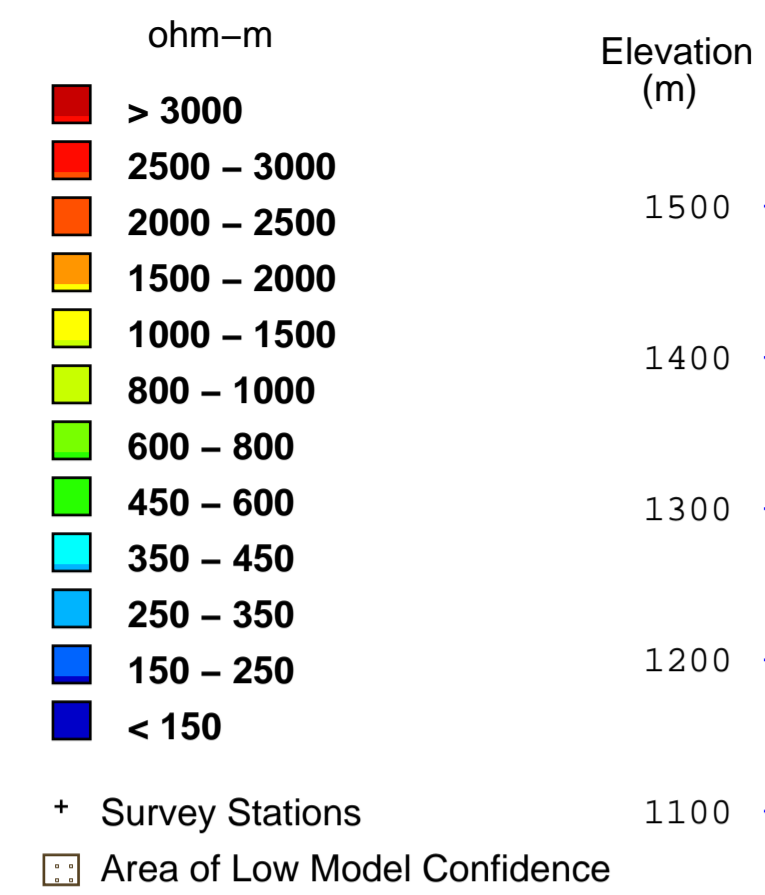 ohm−m
> 3000
2500 − 3000
2000 − 2500
1500 − 2000
1000 − 1500
800 − 1000
600 − 800
450 − 600
350 − 450
250 − 350
150 − 250
< 150
+ Survey Stations
Area of Low Model Confidence
Elevation
(m)
1500
1400
1300
1200
1100